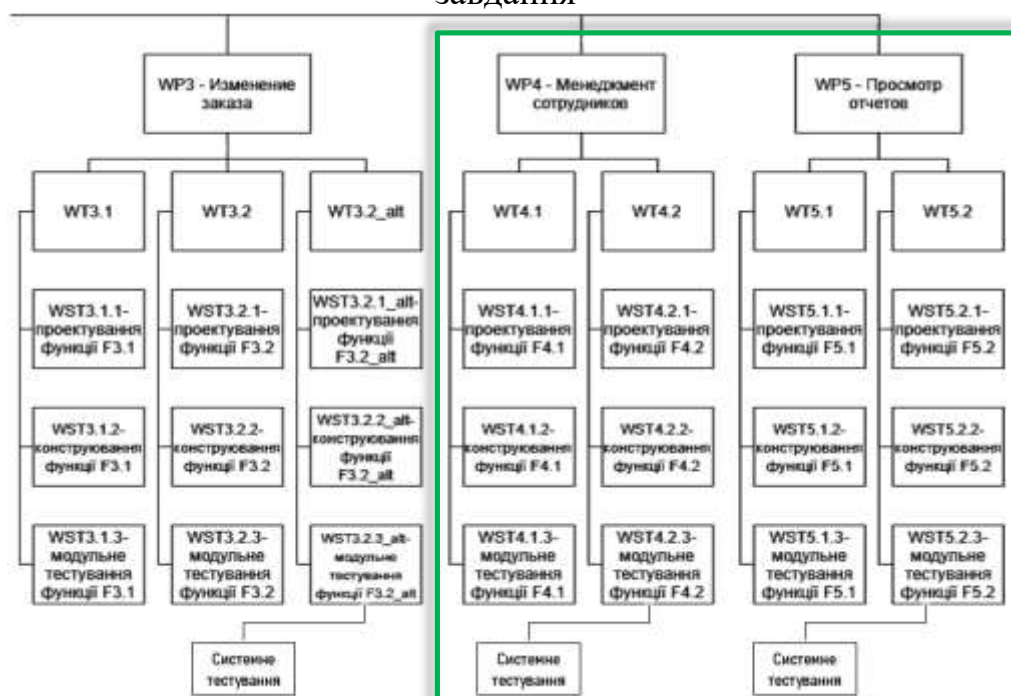 завдання
WP3 - Изменение
заказа
WP4 - Менеджмент
сотрудников
WP5 - Просмотр
отчетов
WT3.1
WT3.2
WT3.2_alt
WT4.1
WT4.2
WT5.1
WT5.2
WST3.1.1-
проектування
функції F3.1
WST3.2.1-
проектування
функції F3.2
WST3.2.1_alt-
проектування
функції
F3.2_alt
WST4.1.1-
проектування
функції F4.1
WST4.2.1-
проектування
функції F4.2
WST5.1.1-
проектування
функції F5.1
WST5.2.1-
проектування
функції F5.2
WST3.1.2-
конструювання
функції F3.1
WST3.2.2-
конструювання
функції F3.2
WST3.2.2_alt-
конструювання
функції
F3.2_alt
WST4.1.2-
конструювання
функції F4.1
WST4.2.2-
конструювання
функції F4.2
WST5.1.2-
конструювання
функції F5.1
WST5.2.2-
конструювання
функції F5.2
WST3.1.3-
модульне
тестування
функції F3.1
WST3.2.3-
модульне
тестування
функції F3.2
WST3.2.3_alt-
модульне
тестування
функції F3.2_alt
WST4.1.3-
модульне
тестування
функції F4.1
WST4.2.3-
модульне
тестування
функції F4.2
WST5.1.3-
модульне
тестування
функції F5.1
WST5.2.3-
модульне
тестування
функції F5.2
Системне
тестування
Системне
тестування
Системне
тестування